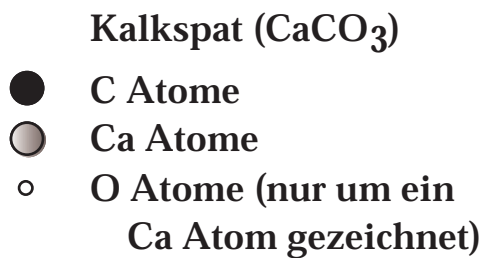 Kalkspat (CaCO₃)
C Atome
Ca Atome
O Atome (nur um ein
Ca Atom gezeichnet)